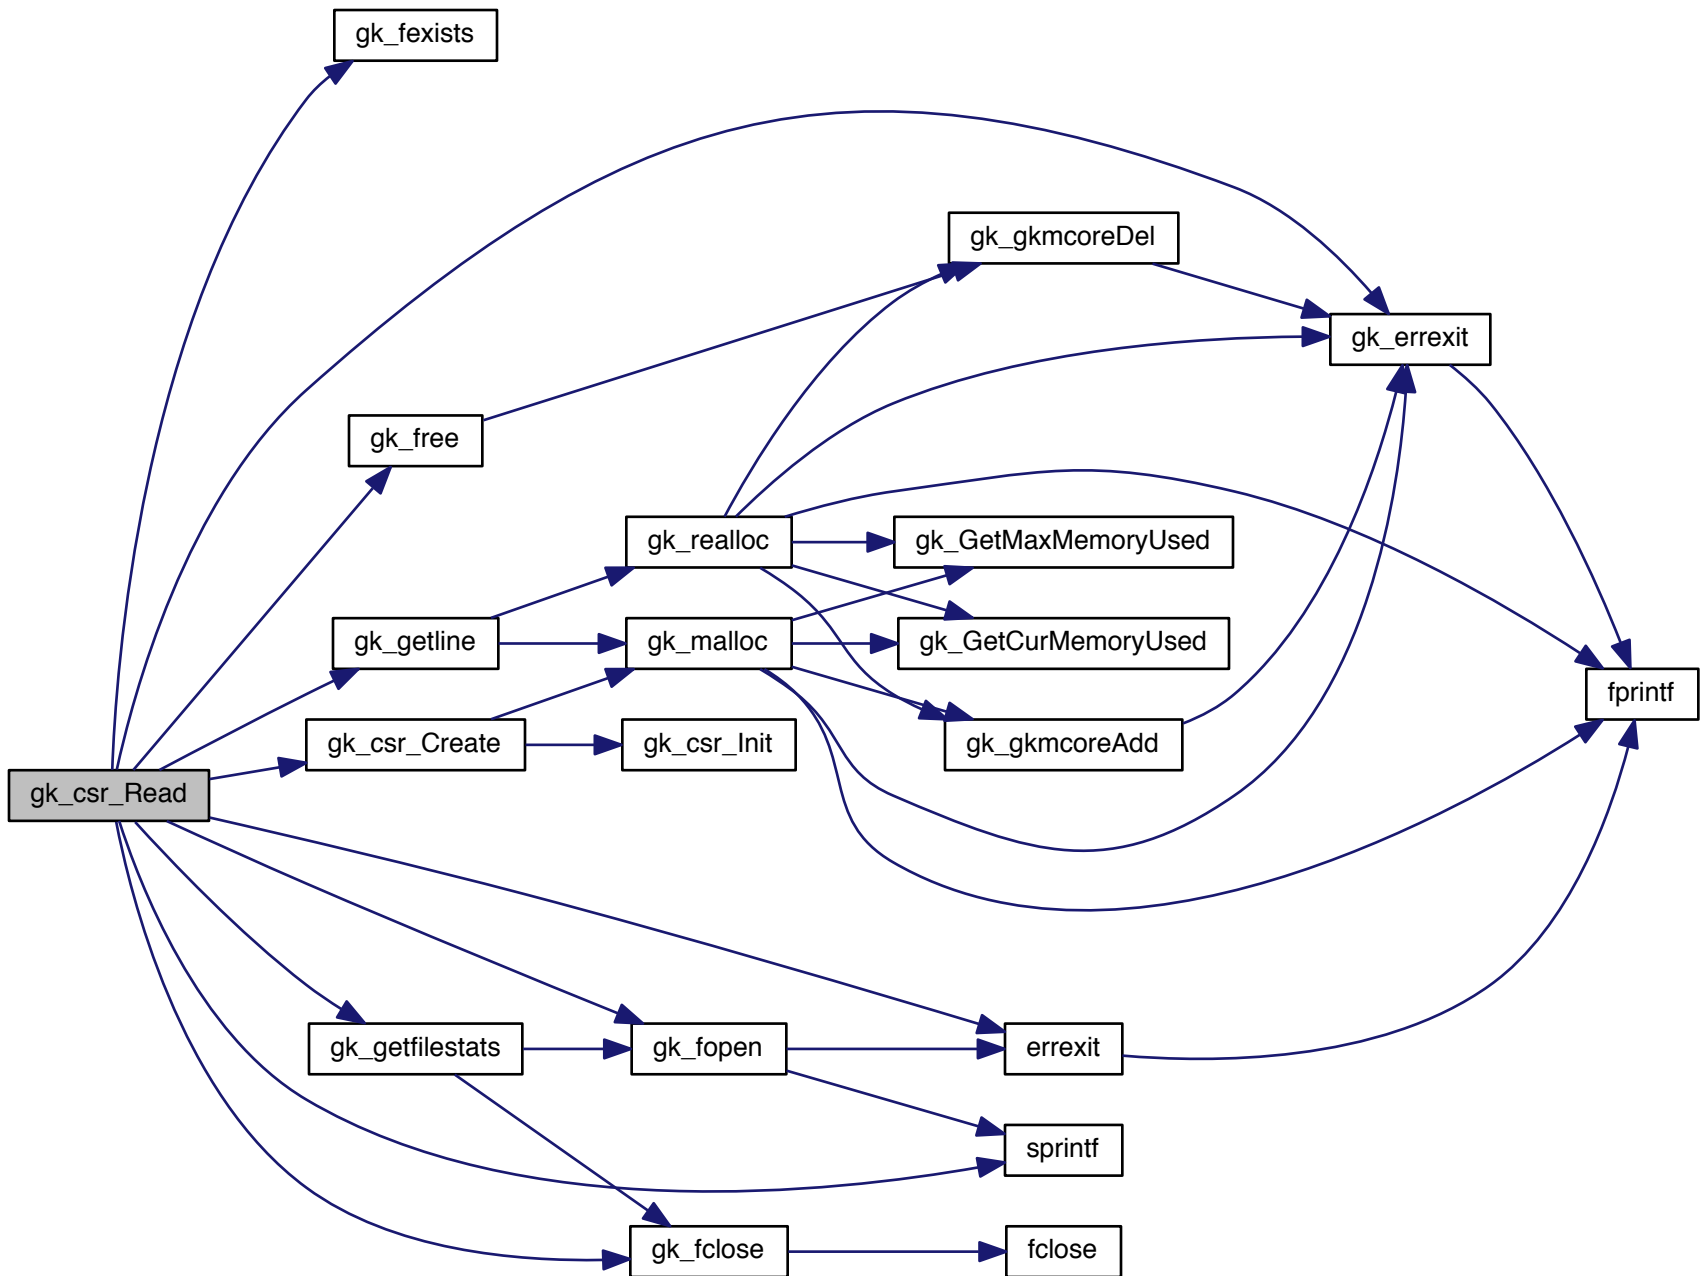 gk_fexists
gk_gkmcoreDel
gk_errexit
gk_free
gk_realloc
gk_GetMaxMemoryUsed
gk_getline
gk_malloc
gk_GetCurMemoryUsed
fprintf
gk_csr_Create
gk_csr_Init
gk_gkmcoreAdd
gk_csr_Read
gk_getfilestats
gk_fopen
errexit
sprintf
gk_fclose
fclose